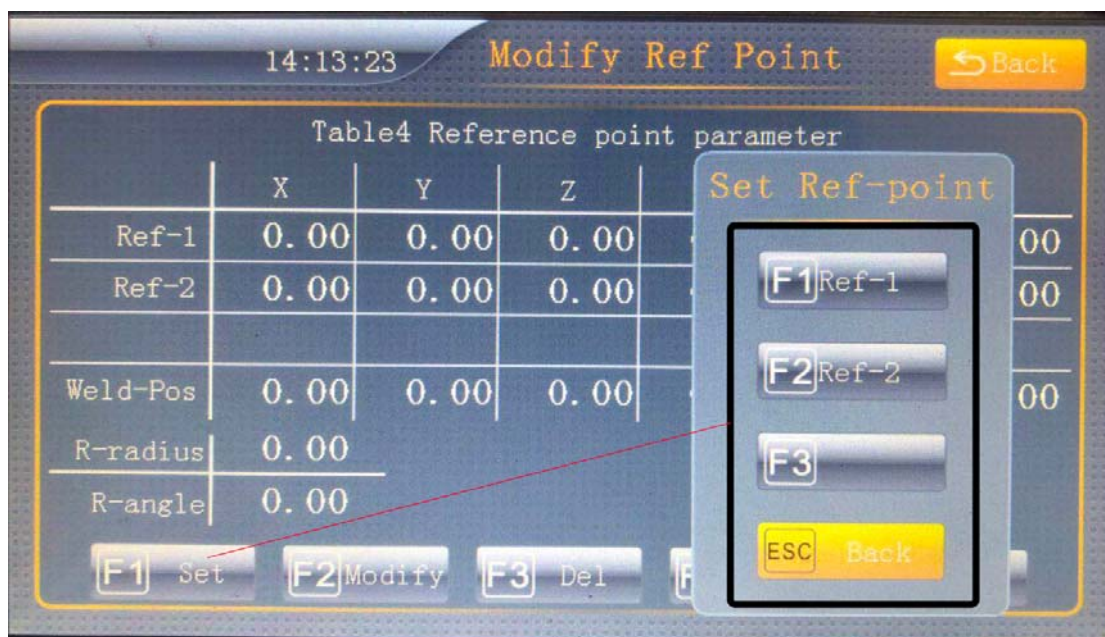 14:13:23 Modify Ref Point Back
Table4 Reference point parameter
X Y Z
Ref-1 0.00 0.00 0.00 00
Ref-2 0.00 0.00 0.00 00
Weld-Pos 0.00 0.00 0.00 00
R-radius 0.00
R-angle 0.00
F1 Set F2 Modify F3 Del F
Set Ref-point
F1 Ref-1
F2 Ref-2
F3
ESC Back